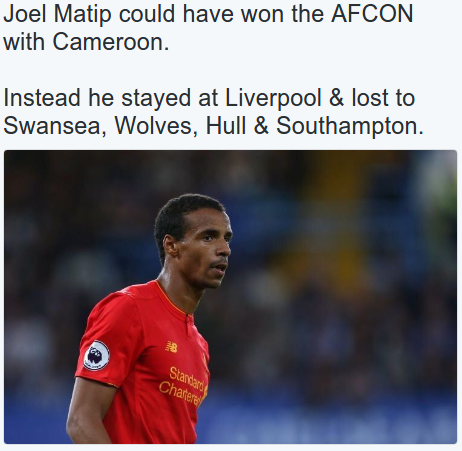 Joel Matip could have won the AFCON
with Cameroon.
Instead he stayed at Liverpool & lost to
Swansea, Wolves, Hull & Southampton.
Standard
Chartered